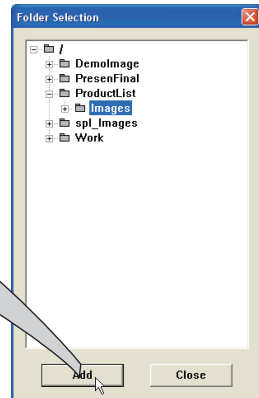 Folder Selection
/
DemoImage
PresenFinal
ProductList
Images
spl_Images
Work
Add
Close